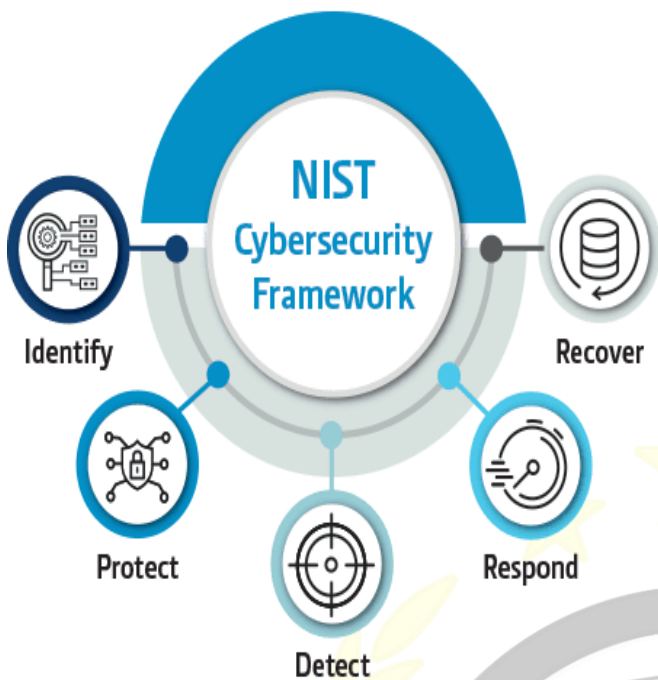 NIST
Cybersecurity
Framework
Identify
Recover
Protect
Respond
Detect